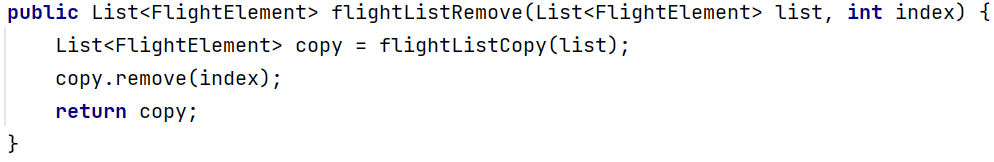 public List<FlightElement> flightListRemove(List<FlightElement> list, int index) {
    List<FlightElement> copy = flightListCopy(list);
    copy.remove(index);
    return copy;
}